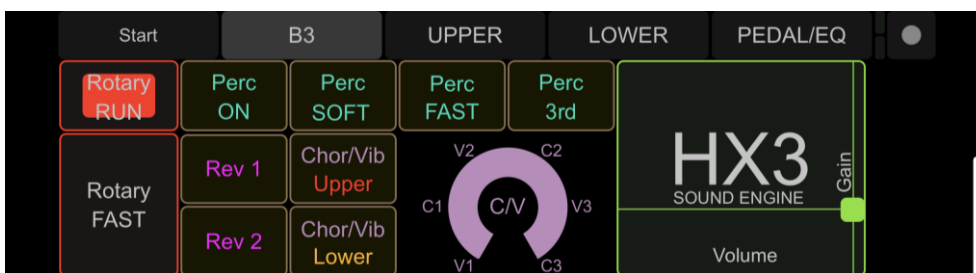 Start
B3
UPPER
LOWER
PEDAL/EQ
Rotary
RUN
Perc
ON
Perc
SOFT
Perc
FAST
Perc
3rd
Rotary
FAST
Rev 1
Chor/Vib
Upper
Rev 2
Chor/Vib
Lower
V2
C2
C1
C/V
V3
V1
C3
HX3
SOUND ENGINE
Gain
Volume